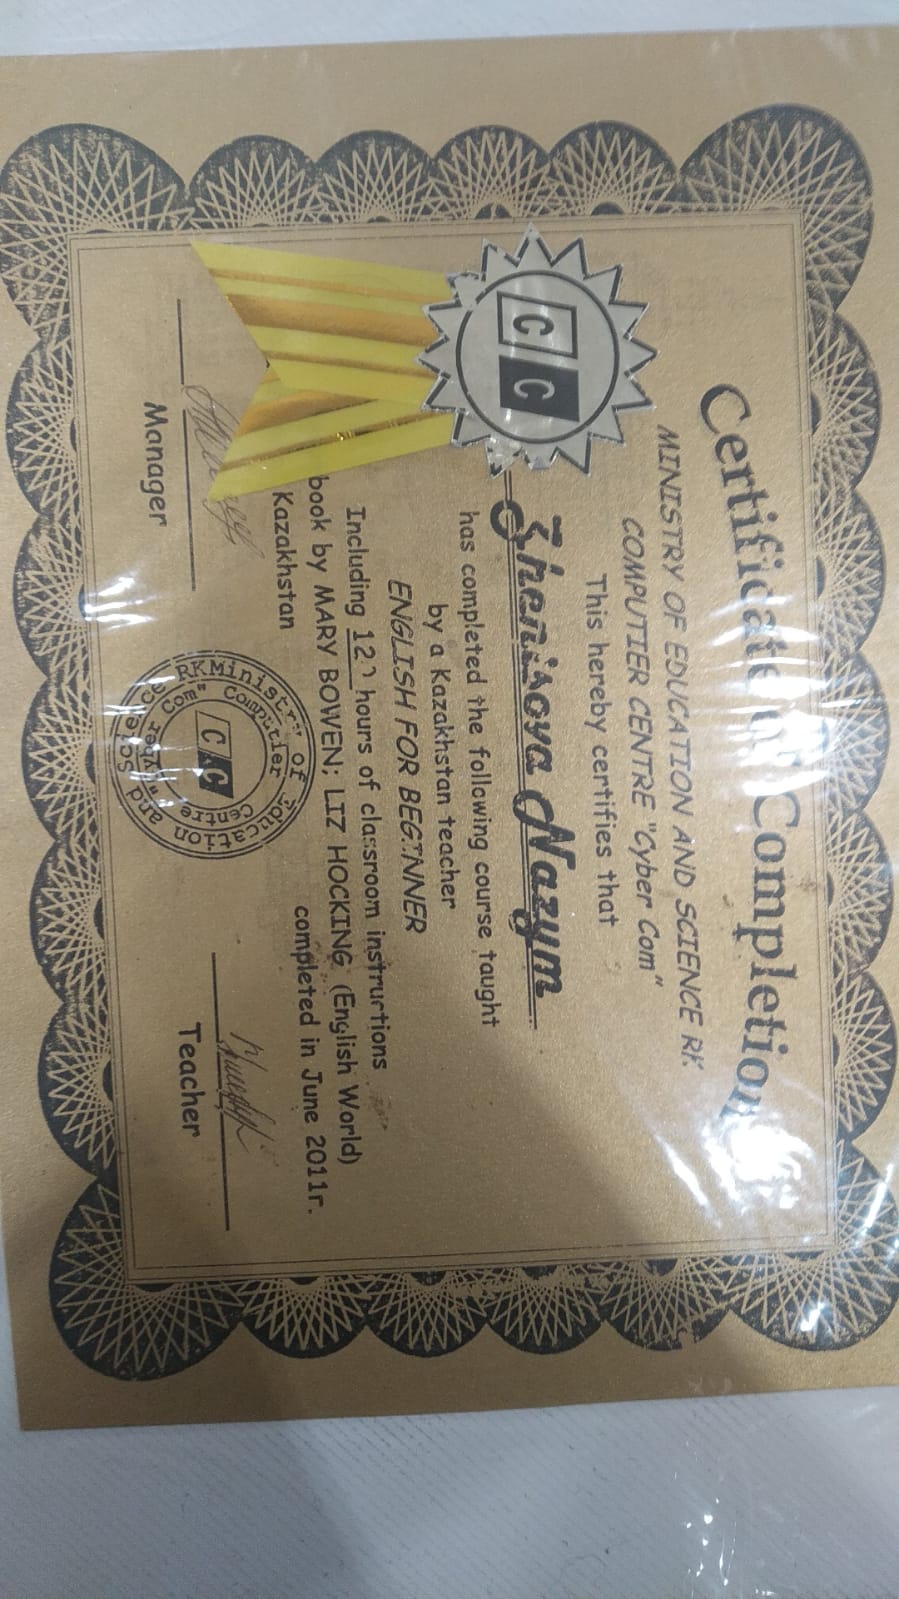 Certificate of Completion
MINISTRY OF EDUCATION AND SCIENCE RK
COMPUTIER CENTRE "Cyber Com"
This hereby certifies that
Zhenisova Nazym
has completed the following course taught
by a Kazakhstan teacher
ENGLISH FOR BEGINNER
Including 12 hours of classroom instrurtions
book by MARY BOWEN; LIZ HOCKING (English World)
Kazakhstan completed in June 2011г.
Manager Teacher
C C
RK Ministry of Education and Science
Computier Centre "Cyber Com"
C C